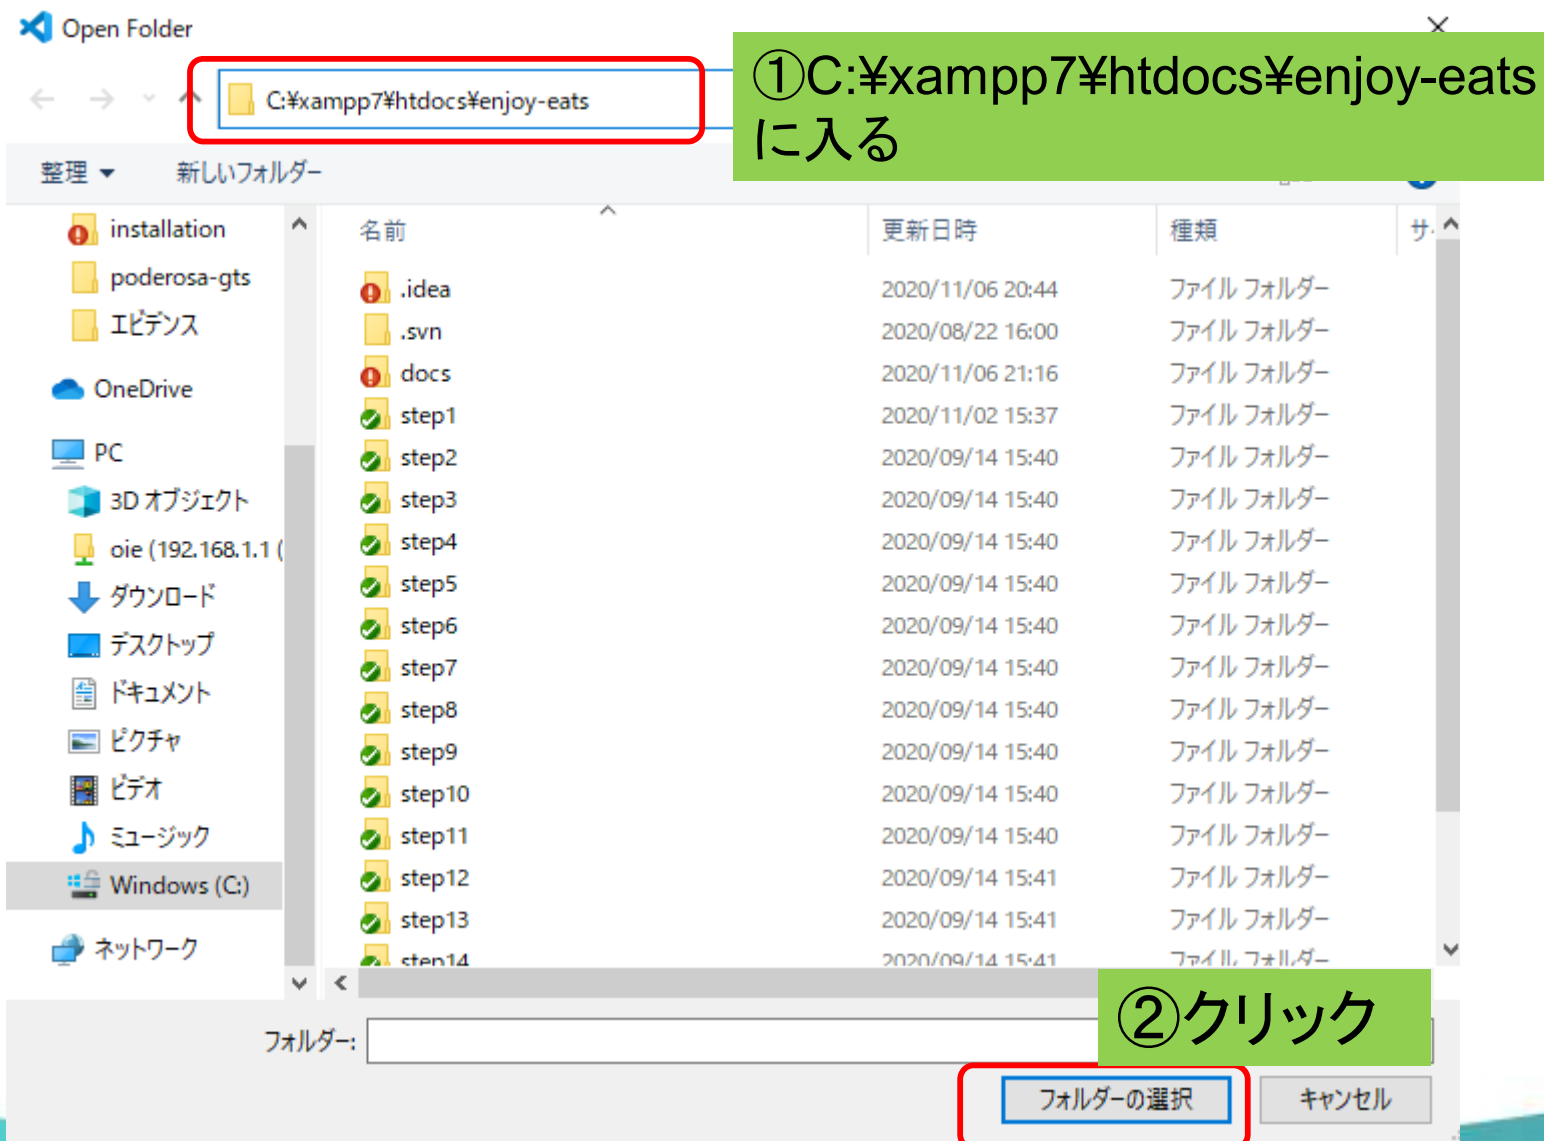 Open Folder
①C:¥xampp7¥htdocs¥enjoy-eats
に入る
C:¥xampp7¥htdocs¥enjoy-eats
整理 新しいフォルダー
installation
poderosa-gts
エビデンス
OneDrive
PC
3D オブジェクト
oie (192.168.1.1 (
ダウンロード
デスクトップ
ドキュメント
ピクチャ
ビデオ
ミュージック
Windows (C:)
ネットワーク
名前 更新日時 種類 サ
.idea 2020/11/06 20:44 ファイル フォルダー
.svn 2020/08/22 16:00 ファイル フォルダー
docs 2020/11/06 21:16 ファイル フォルダー
step1 2020/11/02 15:37 ファイル フォルダー
step2 2020/09/14 15:40 ファイル フォルダー
step3 2020/09/14 15:40 ファイル フォルダー
step4 2020/09/14 15:40 ファイル フォルダー
step5 2020/09/14 15:40 ファイル フォルダー
step6 2020/09/14 15:40 ファイル フォルダー
step7 2020/09/14 15:40 ファイル フォルダー
step8 2020/09/14 15:40 ファイル フォルダー
step9 2020/09/14 15:40 ファイル フォルダー
step10 2020/09/14 15:40 ファイル フォルダー
step11 2020/09/14 15:40 ファイル フォルダー
step12 2020/09/14 15:41 ファイル フォルダー
step13 2020/09/14 15:41 ファイル フォルダー
step14 2020/09/14 15:41 ファイル フォルダー
②クリック
フォルダー:
フォルダーの選択 キャンセル